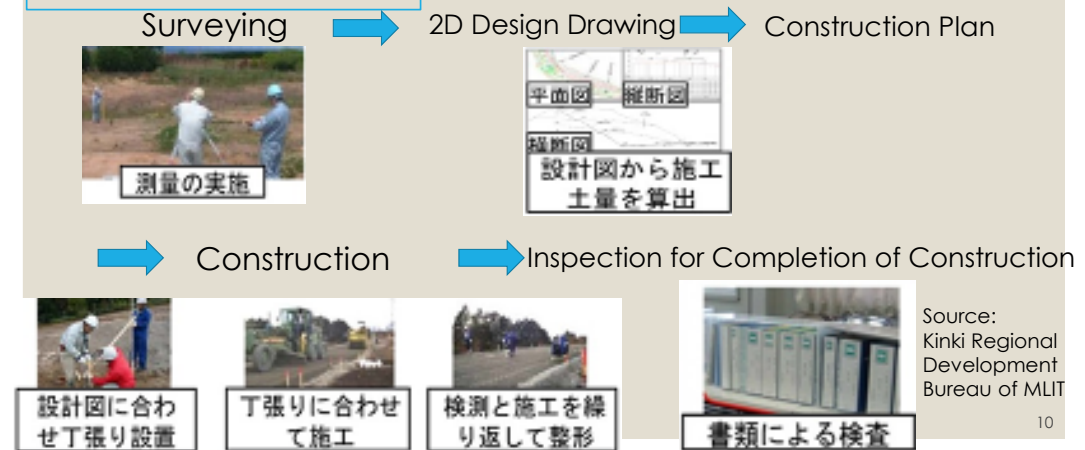 Surveying
2D Design Drawing
Construction Plan
測量の実施
平面図
縦断図
横断図
設計図から施工
土量を算出
Construction
Inspection for Completion of Construction
設計図に合わ
せ丁張り設置
丁張りに合わせ
て施工
検測と施工を繰
り返して整形
書類による検査
Source:
Kinki Regional
Development
Bureau of MLIT
10